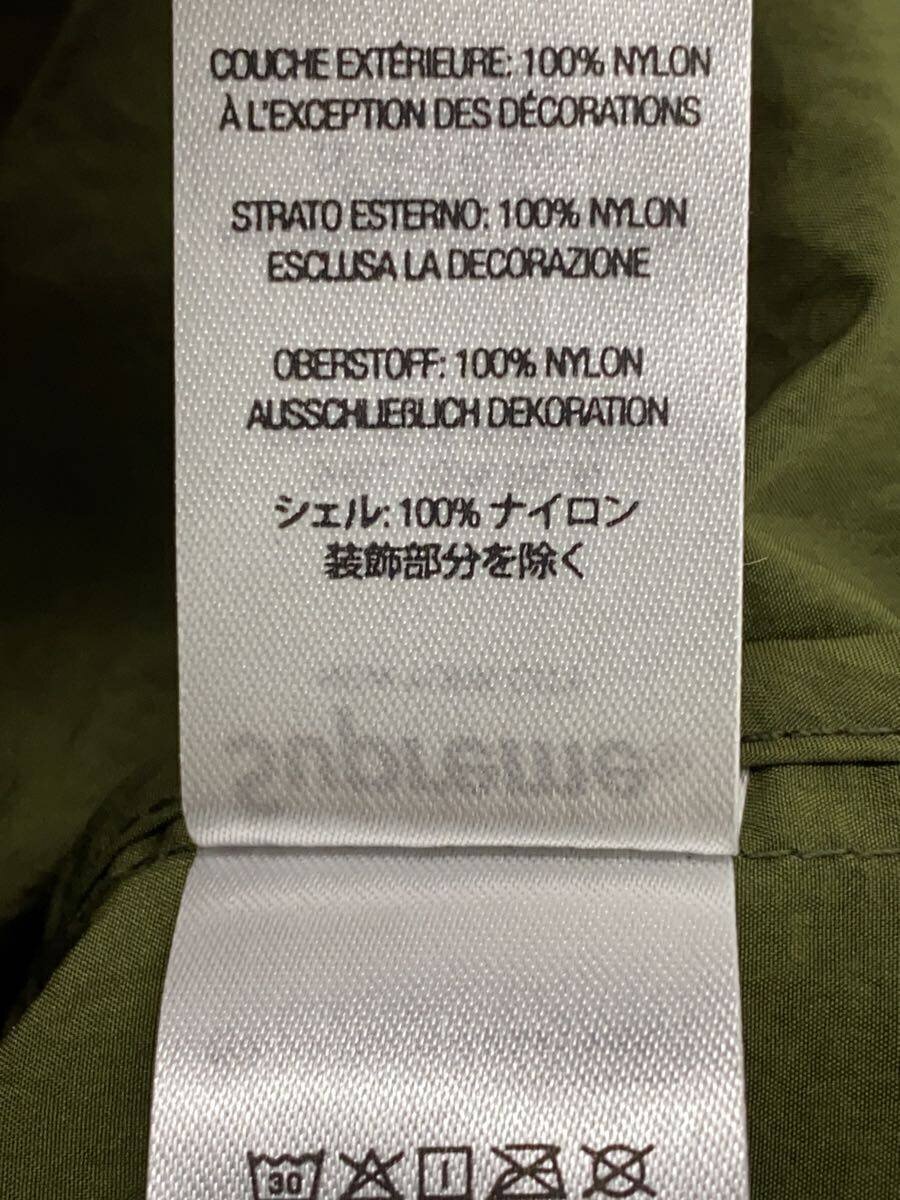 COUCHE EXTÉRIEURE: 100% NYLON
À L'EXCEPTION DES DÉCORATIONS
STRATO ESTERNO: 100% NYLON
ESCLUSA LA DECORAZIONE
OBERSTOFF: 100% NYLON
AUSSCHLIEßLICH DEKORATION
シェル: 100% ナイロン
装飾部分を除く
Supreme
30